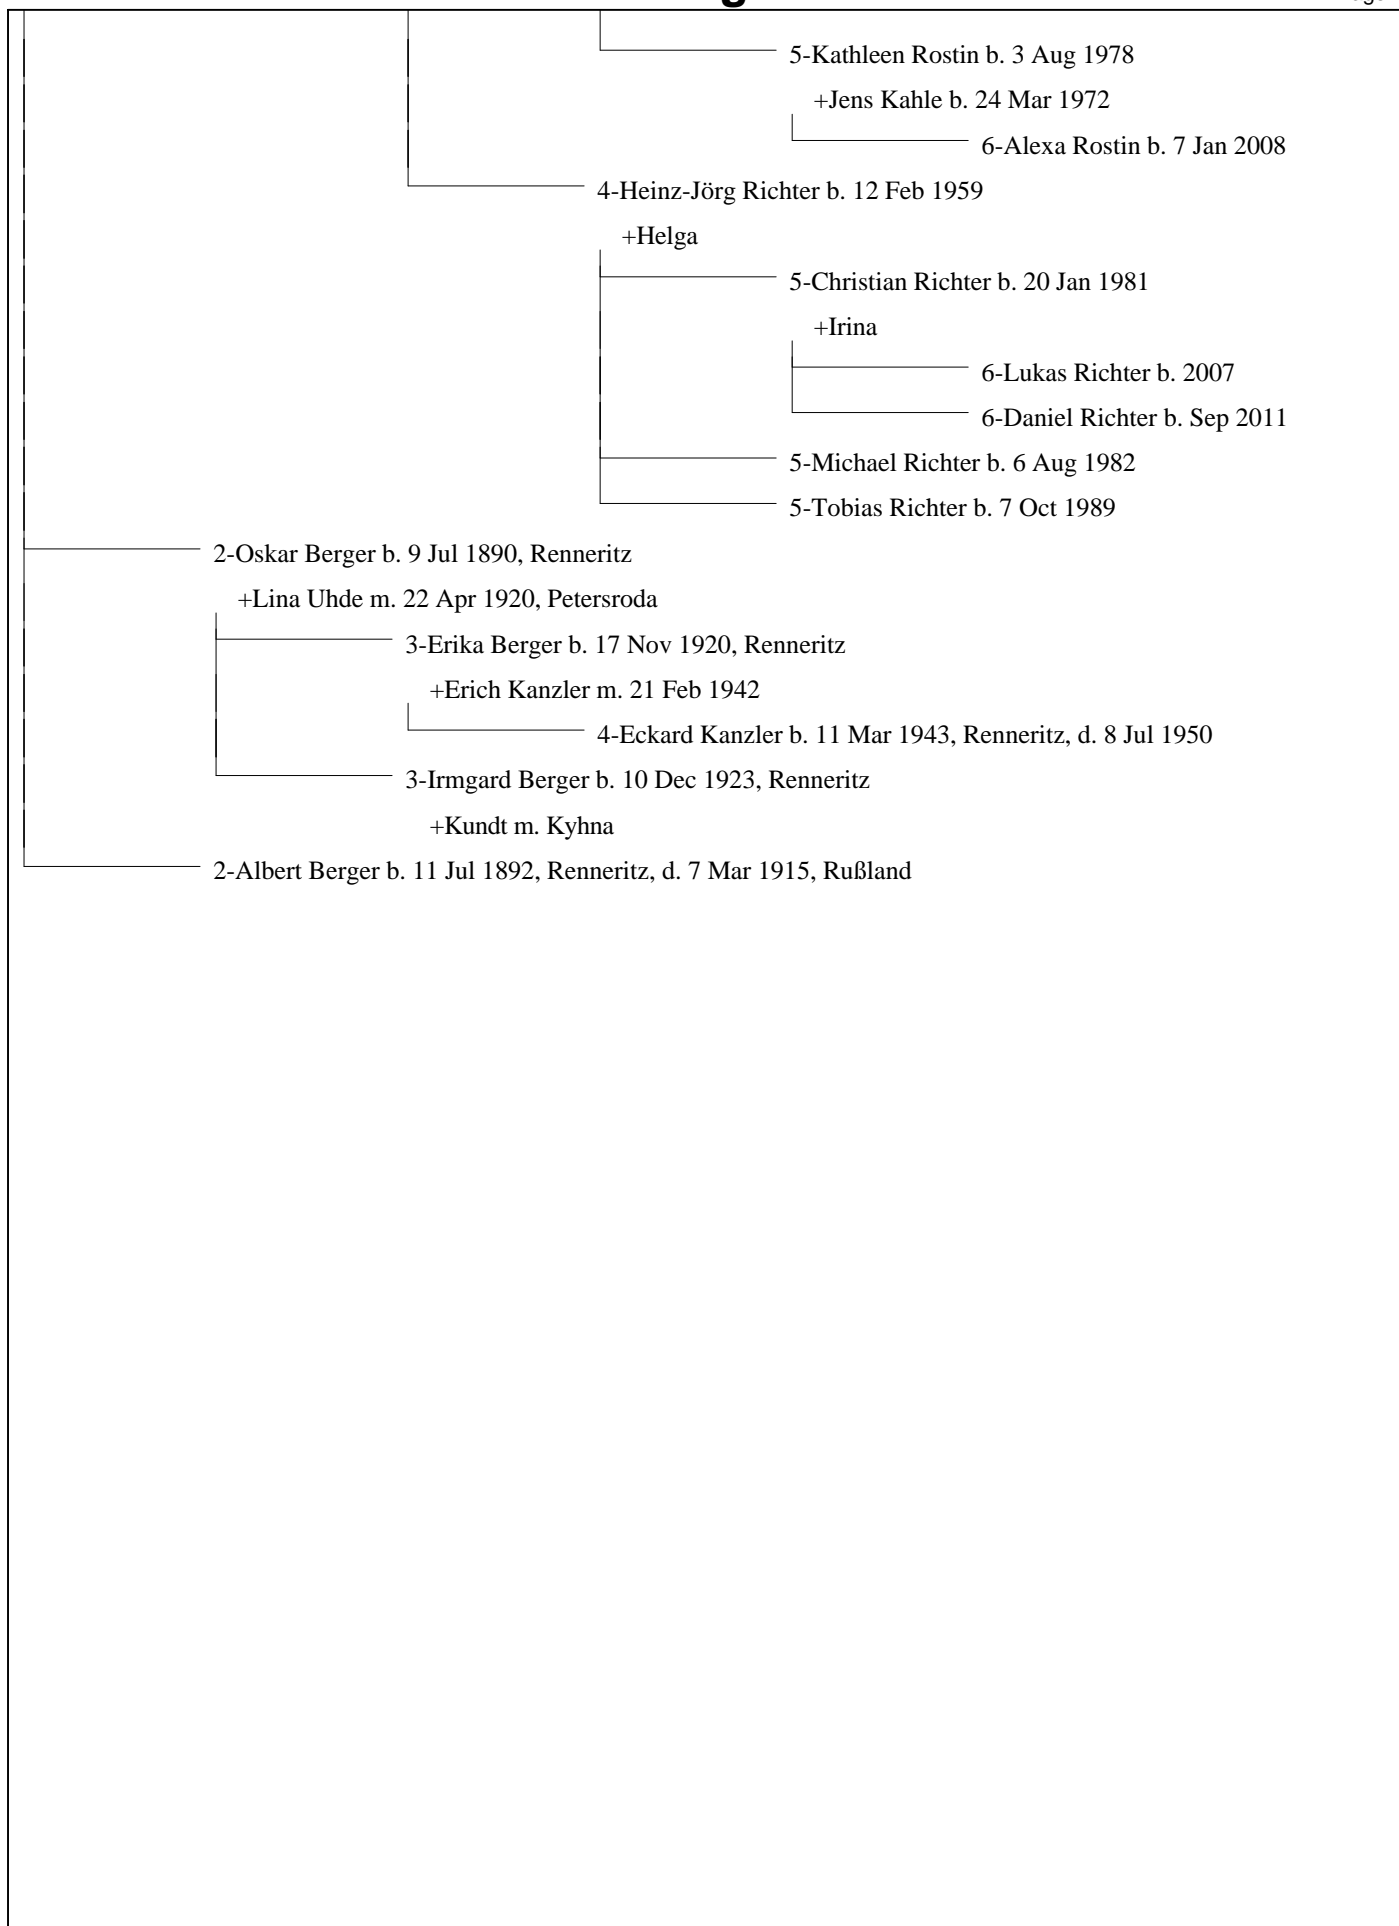 5-Kathleen Rostin b. 3 Aug 1978
+Jens Kahle b. 24 Mar 1972
6-Alexa Rostin b. 7 Jan 2008
4-Heinz-Jörg Richter b. 12 Feb 1959
+Helga
5-Christian Richter b. 20 Jan 1981
+Irina
6-Lukas Richter b. 2007
6-Daniel Richter b. Sep 2011
5-Michael Richter b. 6 Aug 1982
5-Tobias Richter b. 7 Oct 1989
2-Oskar Berger b. 9 Jul 1890, Renneritz
+Lina Uhde m. 22 Apr 1920, Petersroda
3-Erika Berger b. 17 Nov 1920, Renneritz
+Erich Kanzler m. 21 Feb 1942
4-Eckard Kanzler b. 11 Mar 1943, Renneritz, d. 8 Jul 1950
3-Irmgard Berger b. 10 Dec 1923, Renneritz
+Kundt m. Kyhna
2-Albert Berger b. 11 Jul 1892, Renneritz, d. 7 Mar 1915, Rußland